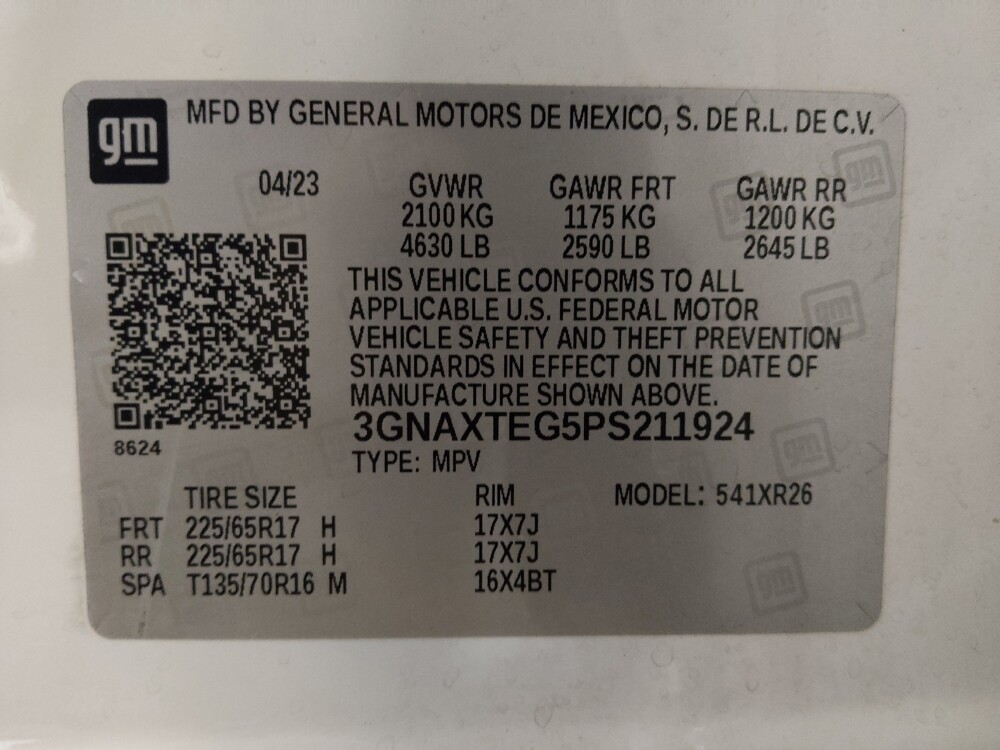 gm
MFD BY GENERAL MOTORS DE MEXICO, S. DE R.L. DE C.V.
04/23 GVWR GAWR FRT GAWR RR
2100 KG 1175 KG 1200 KG
4630 LB 2590 LB 2645 LB
THIS VEHICLE CONFORMS TO ALL
APPLICABLE U.S. FEDERAL MOTOR
VEHICLE SAFETY AND THEFT PREVENTION
STANDARDS IN EFFECT ON THE DATE OF
MANUFACTURE SHOWN ABOVE.
3GNAXTEG5PS211924
8624
TYPE: MPV
TIRE SIZE RIM MODEL: 541XR26
FRT 225/65R17 H 17X7J
RR 225/65R17 H 17X7J
SPA T135/70R16 M 16X4BT